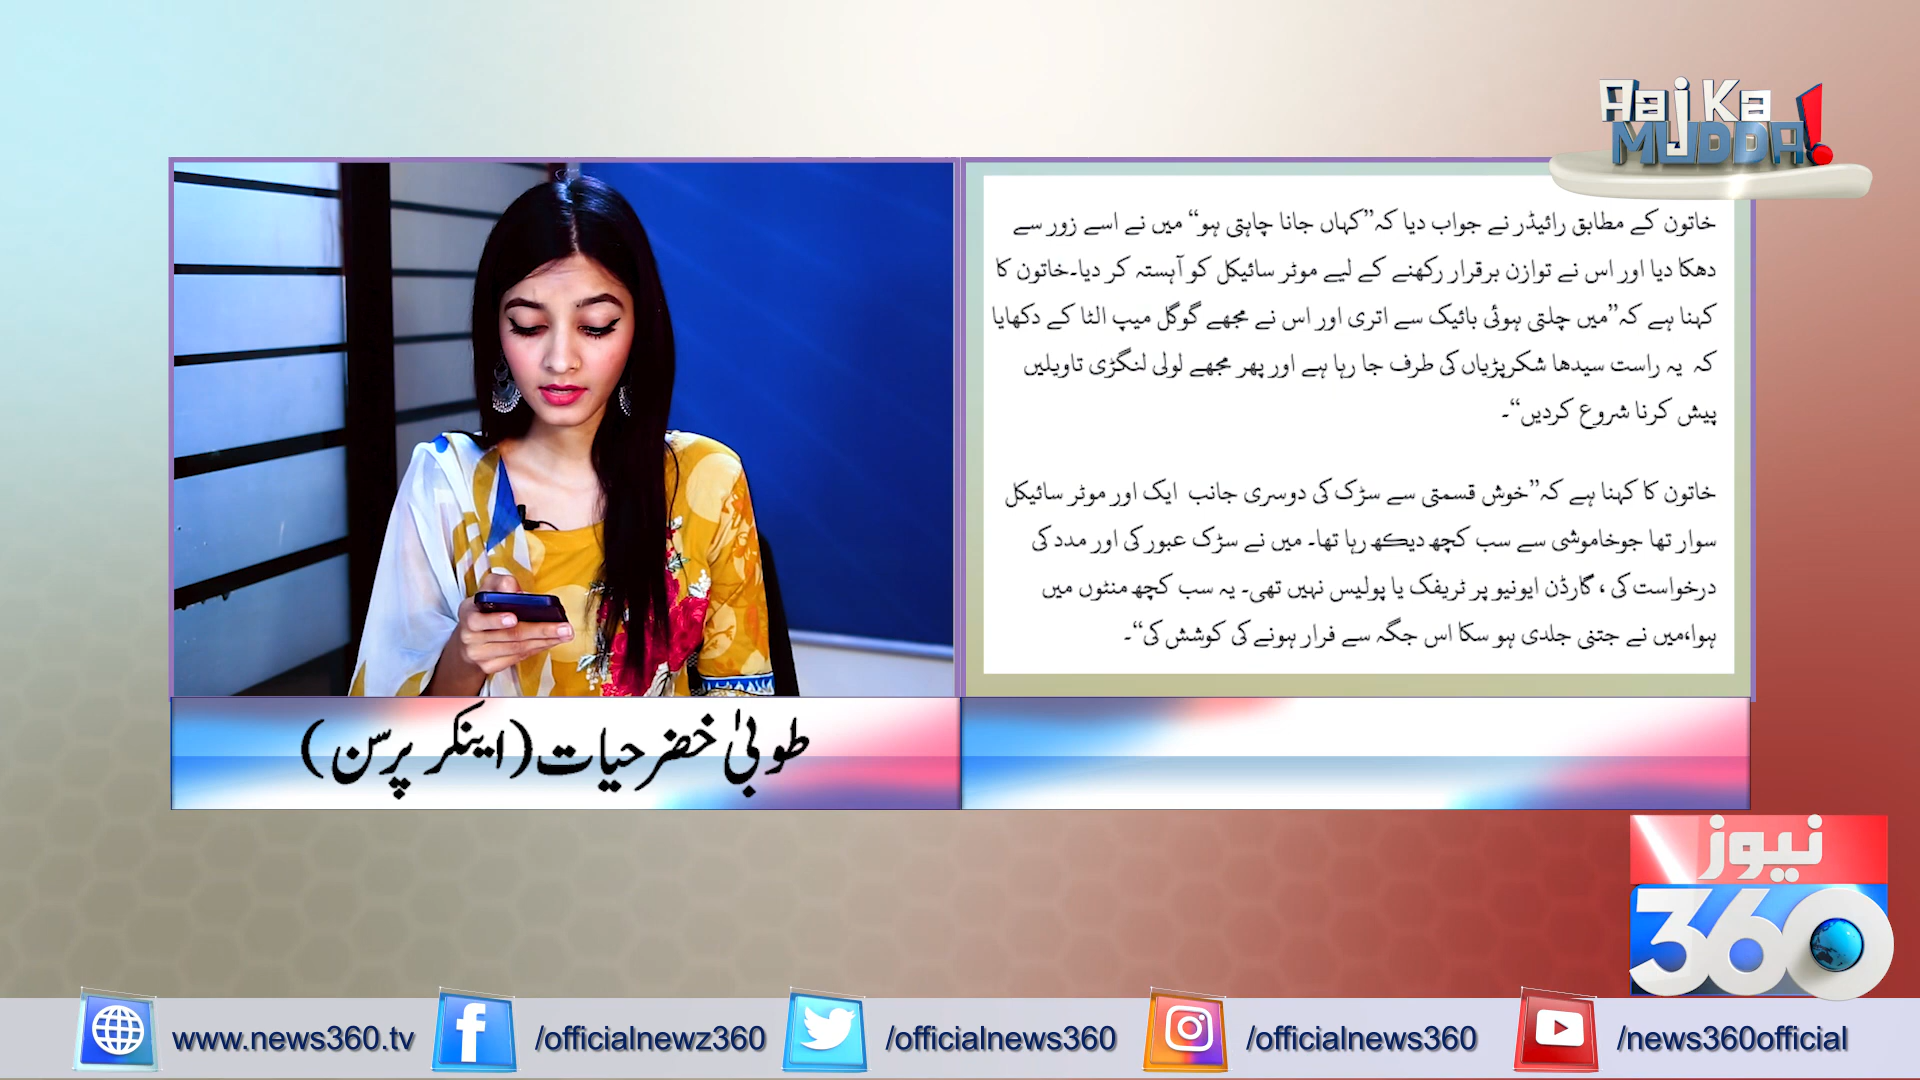 Aaj Ka
MUDDA!
خاتون کے مطابق رائیڈر نے جواب دیا کہ”کہاں جانا چاہتی ہو“ میں نے اسے زور سے
دھکا دیا اور اس نے توازن برقرار رکھنے کے لیے موٹر سائیکل کو آہستہ کر دیا۔خاتون کا
کہنا ہے کہ”میں چلتی ہوئی بائیک سے اتری اور اس نے مجھے گوگل میپ الٹا کے دکھایا
کہ یہ راست سیدھا شکرپڑیاں کی طرف جا رہا ہے اور پھر مجھے لولی لنگڑی تاویلیں
پیش کرنا شروع کردیں“۔
خاتون کا کہنا ہے کہ”خوش قسمتی سے سڑک کی دوسری جانب ایک اور موٹر سائیکل
سوار تھا جوخاموشی سے سب کچھ دیکھ رہا تھا۔ میں نے سڑک عبور کی اور مدد کی
درخواست کی ، گارڈن ایونیو پر ٹریفک یا پولیس نہیں تھی۔ یہ سب کچھ منٹوں میں
ہوا،میں نے جتنی جلدی ہو سکا اس جگہ سے فرار ہونے کی کوشش کی“۔
طوبیٰ خضر حیات (اینکر پرسن)
نیوز
360
www.news360.tv
/officialnewz360
/officialnews360
/officialnews360
/news360official